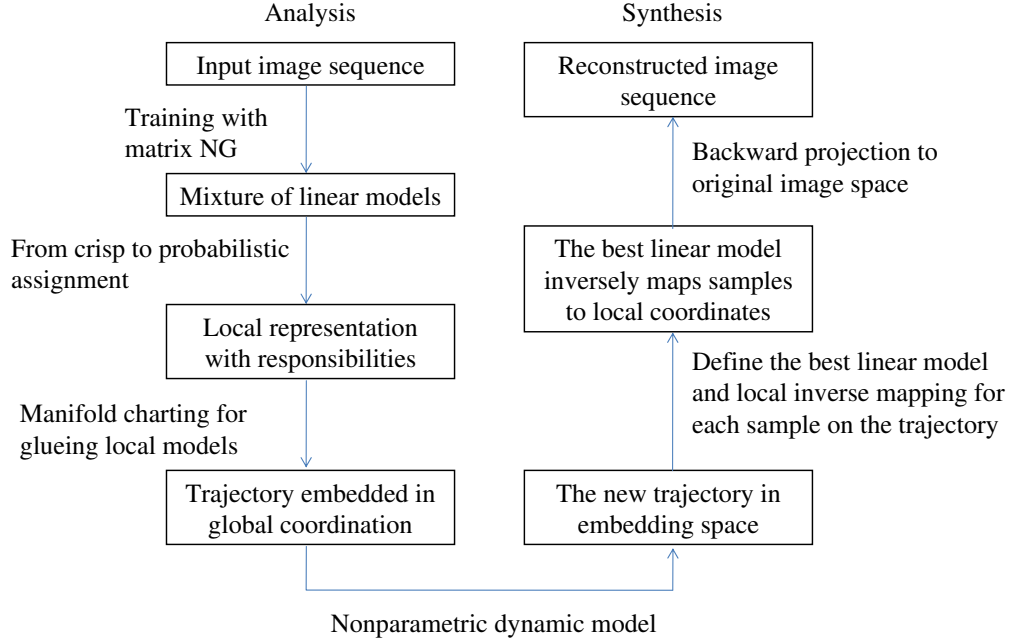 Analysis
Input image sequence
Training with
matrix NG
Mixture of linear models
From crisp to probabilistic
assignment
Local representation
with responsibilities
Manifold charting for
glueing local models
Trajectory embedded in
global coordination
Nonparametric dynamic model
Synthesis
Reconstructed image
sequence
Backward projection to
original image space
The best linear model
inversely maps samples
to local coordinates
Define the best linear model
and local inverse mapping for
each sample on the trajectory
The new trajectory in
embedding space